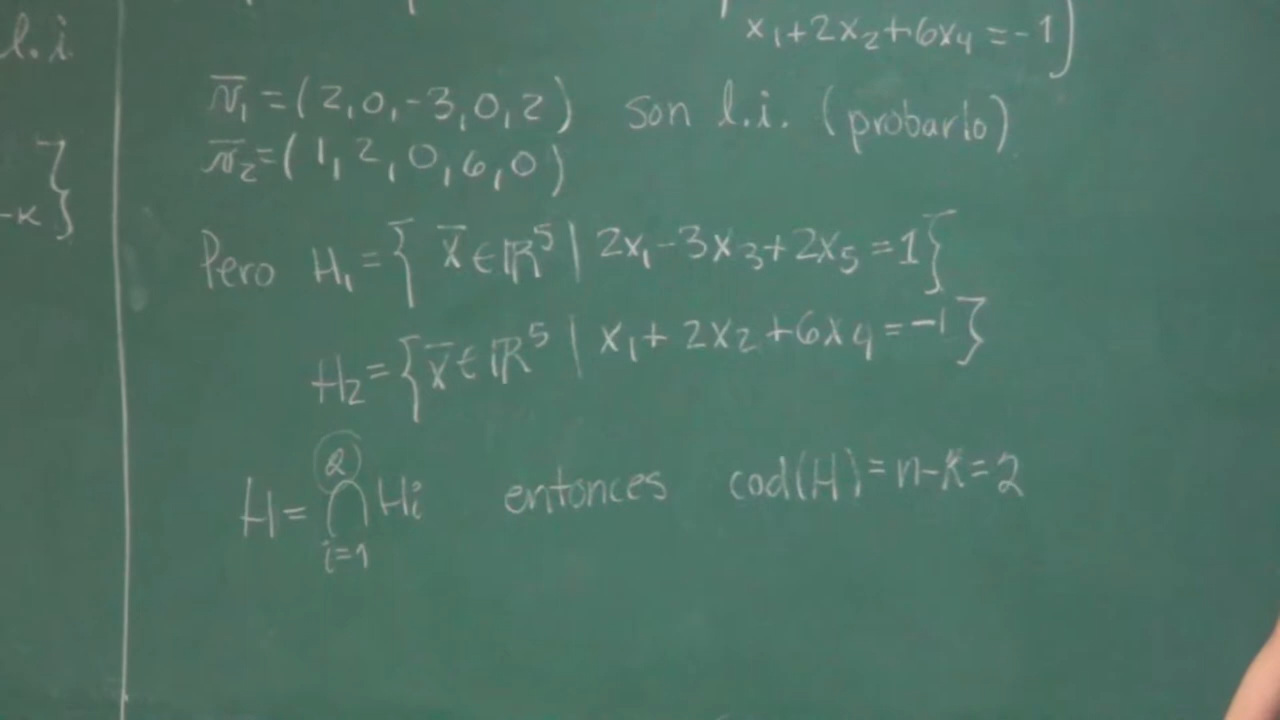 l.i.
}
-k}
x₁+2x₂+6x₄=-1}
n̄₁=(2,0,-3,0,2) son l.i. (probarlo)
n̄₂=(1,2,0,6,0)
Pero H₁={x̄∈ℝ⁵|2x₁-3x₃+2x₅=1}
H₂={x̄∈ℝ⁵|x₁+2x₂+6x₄=-1}
H=⋂ᵢ₌₁² Hi entonces cod(H)=n-k=2